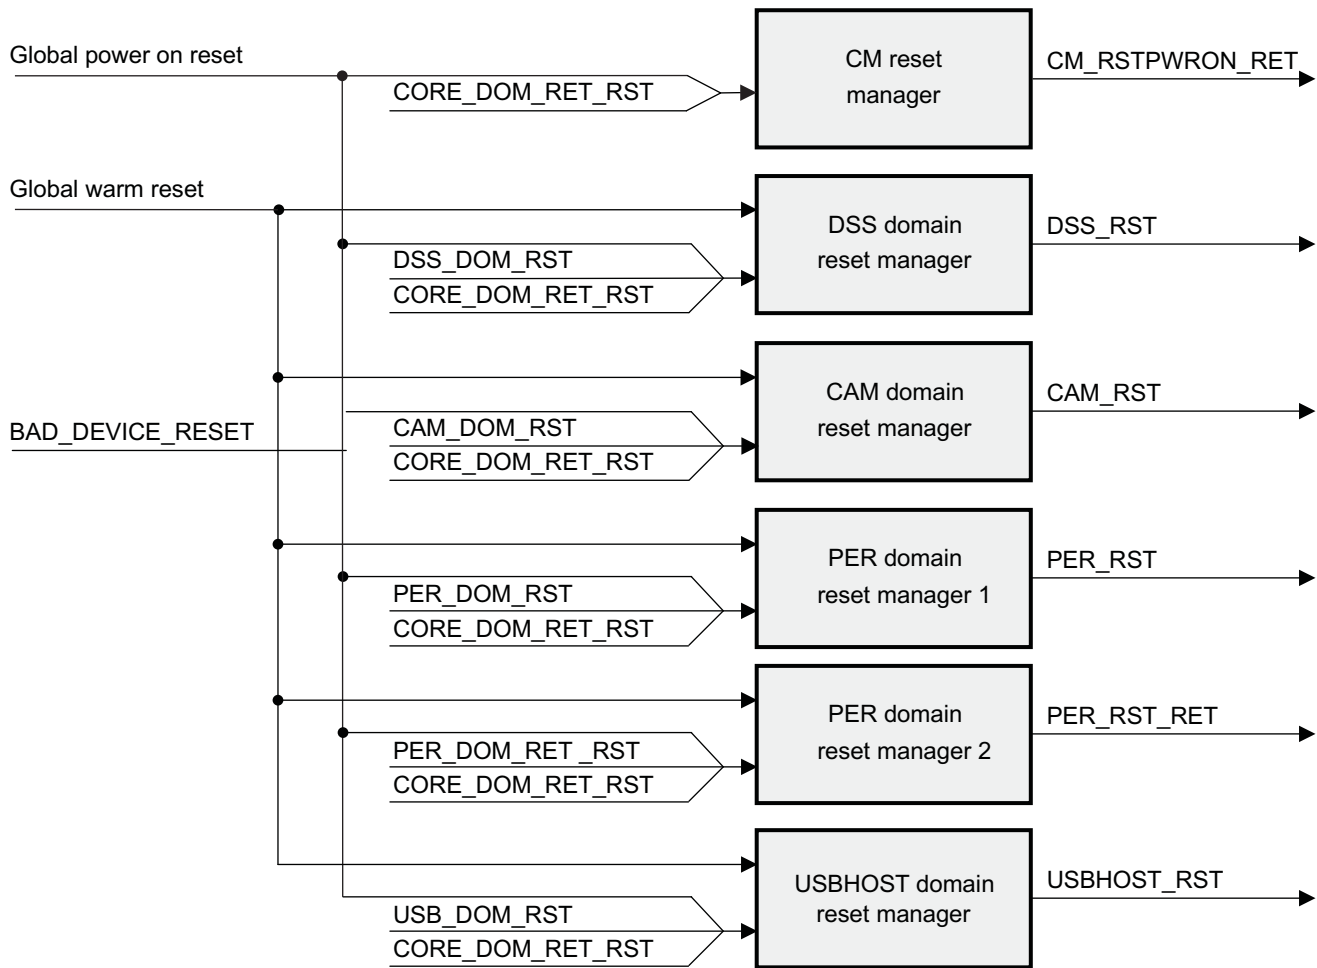 Global power on reset
CORE_DOM_RET_RST
CM reset
manager
CM_RSTPWRON_RET
Global warm reset
DSS_DOM_RST
CORE_DOM_RET_RST
DSS domain
reset manager
DSS_RST
BAD_DEVICE_RESET
CAM_DOM_RST
CORE_DOM_RET_RST
CAM domain
reset manager
CAM_RST
PER_DOM_RST
CORE_DOM_RET_RST
PER domain
reset manager 1
PER_RST
PER_DOM_RET _RST
CORE_DOM_RET_RST
PER domain
reset manager 2
PER_RST_RET
USB_DOM_RST
CORE_DOM_RET_RST
USBHOST domain
reset manager
USBHOST_RST